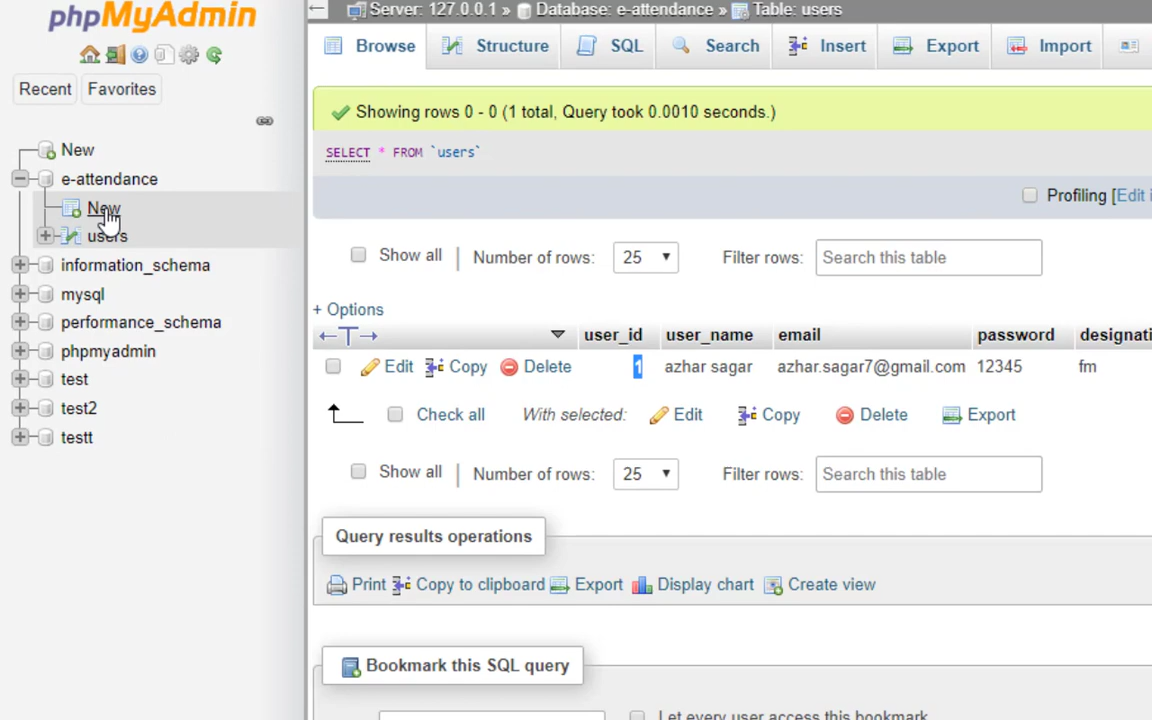 phpMyAdmin
Recent Favorites
New
e-attendance
New
users
information_schema
mysql
performance_schema
phpmyadmin
test
test2
testt
Server: 127.0.0.1 » Database: e-attendance » Table: users
Browse Structure SQL Search Insert Export Import
Showing rows 0 - 0 (1 total, Query took 0.0010 seconds.)
SELECT * FROM `users`
Profiling [Edit i
Show all | Number of rows: 25 Filter rows: Search this table
+ Options
←T→ user_id user_name email password designati
Edit Copy Delete 1 azhar sagar azhar.sagar7@gmail.com 12345 fm
Check all With selected: Edit Copy Delete Export
Show all | Number of rows: 25 Filter rows: Search this table
Query results operations
Print Copy to clipboard Export Display chart Create view
Bookmark this SQL query
Let every user access this bookmark